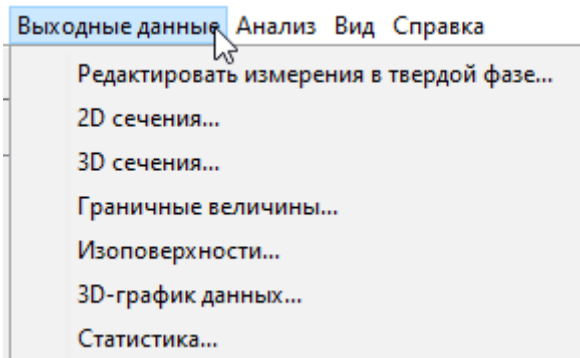 Выходные данные Анализ Вид Справка
Редактировать измерения в твердой фазе...
2D сечения...
3D сечения...
Граничные величины...
Изоповерхности...
3D-график данных...
Статистика...